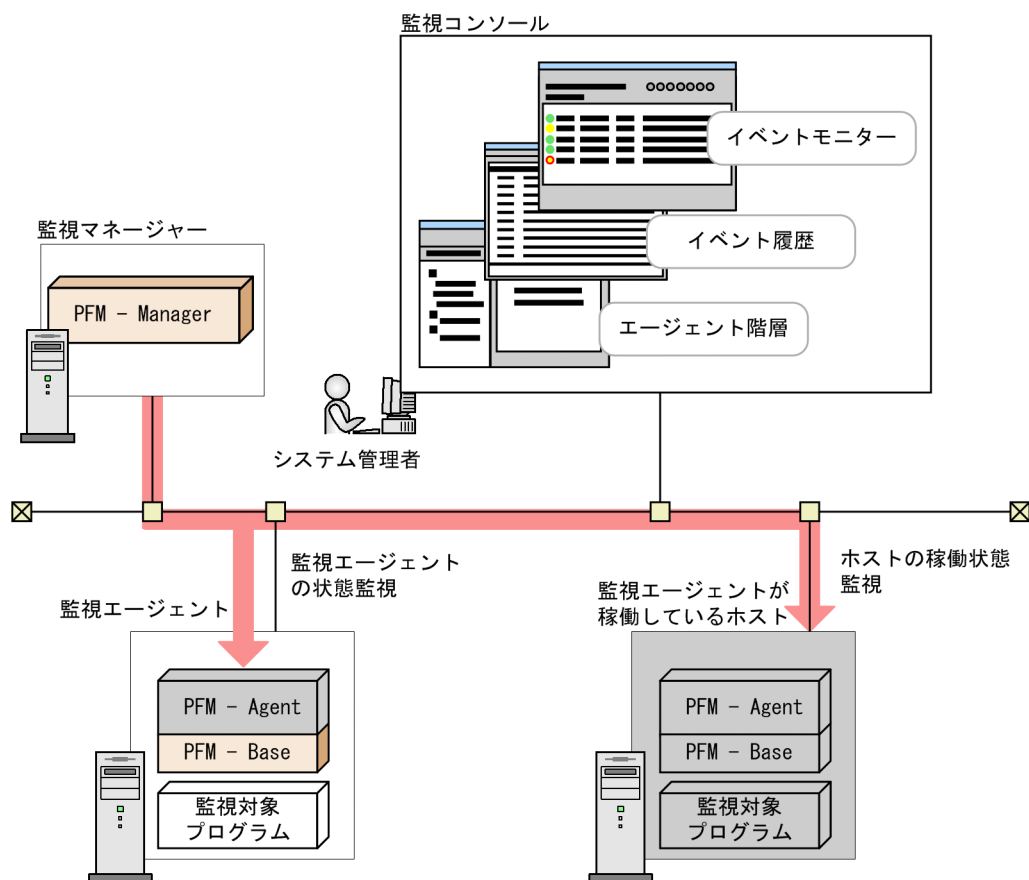 監視コンソール
イベントモニター
イベント履歴
エージェント階層
監視マネージャー
PFM - Manager
システム管理者
監視エージェント
の状態監視
監視エージェント
PFM - Agent
PFM - Base
監視対象
プログラム
ホストの稼働状態
監視
監視エージェントが
稼働しているホスト
PFM - Agent
PFM - Base
監視対象
プログラム